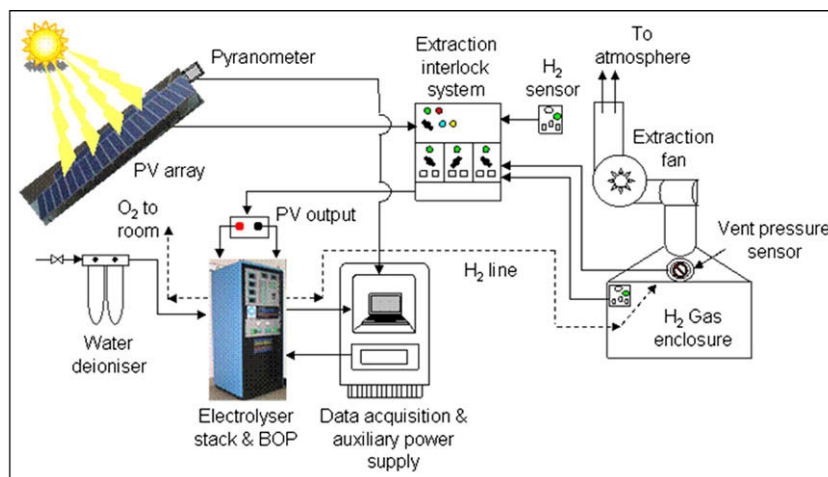 Pyranometer
Extraction
interlock
system
H2
sensor
To
atmosphere
Extraction
fan
PV array
O2 to
room
PV output
Vent pressure
sensor
H2 line
H2 Gas
enclosure
Water
deioniser
Electrolyser
stack & BOP
Data acquisition &
auxiliary power
supply